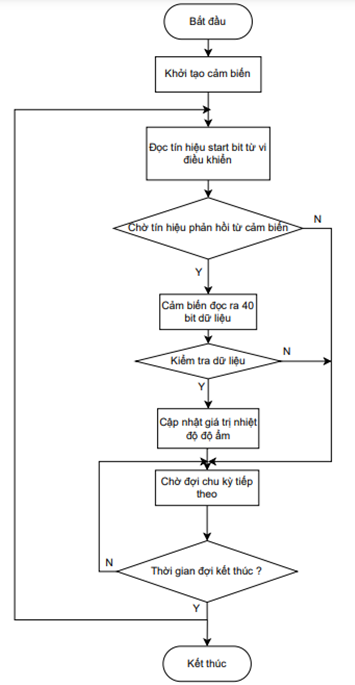 Bắt đầu
Khởi tạo cảm biến
Đọc tín hiệu start bit từ vi
điều khiển
Chờ tín hiệu phản hồi từ cảm biến
N
Y
Cảm biến đọc ra 40
bit dữ liệu
Kiểm tra dữ liệu
N
Y
Cập nhật giá trị nhiệt
độ độ ẩm
Chờ đợi chu kỳ tiếp
theo
N
Thời gian đợi kết thúc ?
Y
Kết thúc